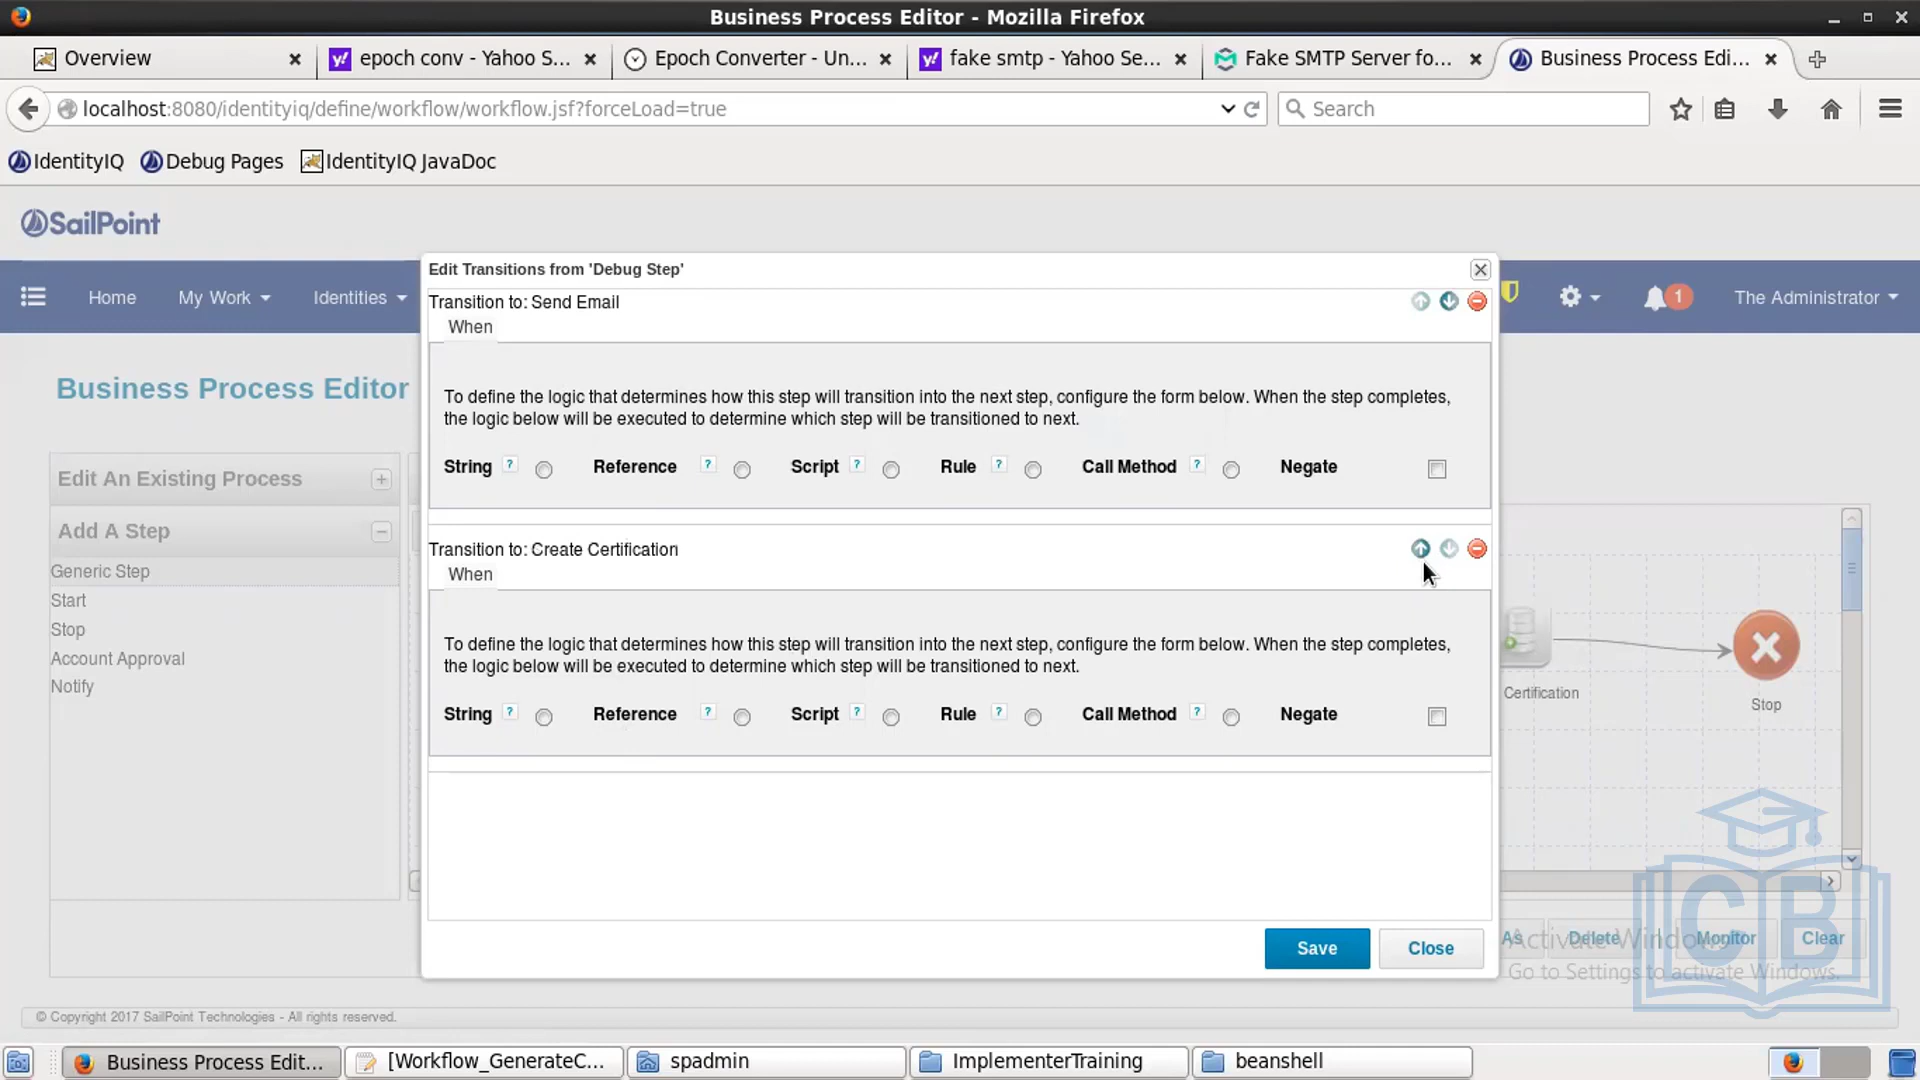 Business Process Editor - Mozilla Firefox
Overview
epoch conv - Yahoo S...
Epoch Converter - Un...
fake smtp - Yahoo Se...
Fake SMTP Server fo...
Business Process Edi...
localhost:8080/identityiq/define/workflow/workflow.jsf?forceLoad=true
Search
IdentityIQ
Debug Pages
IdentityIQ JavaDoc
SailPoint
Home
My Work
Identities
1
The Administrator
Business Process Editor
Edit An Existing Process
Add A Step
Generic Step
Start
Stop
Account Approval
Notify
Edit Transitions from 'Debug Step'
Transition to: Send Email
When
To define the logic that determines how this step will transition into the next step, configure the form below. When the step completes,
the logic below will be executed to determine which step will be transitioned to next.
String ? Reference ? Script ? Rule ? Call Method ? Negate
Transition to: Create Certification
When
To define the logic that determines how this step will transition into the next step, configure the form below. When the step completes,
the logic below will be executed to determine which step will be transitioned to next.
String ? Reference ? Script ? Rule ? Call Method ? Negate
Save
Close
Certification
Stop
As
Delete
Monitor
Clear
Activate Windows
Go to Settings to activate Windows.
CB
© Copyright 2017 SailPoint Technologies - All rights reserved.
Business Process Edit...
[Workflow_GenerateC...
spadmin
ImplementerTraining
beanshell